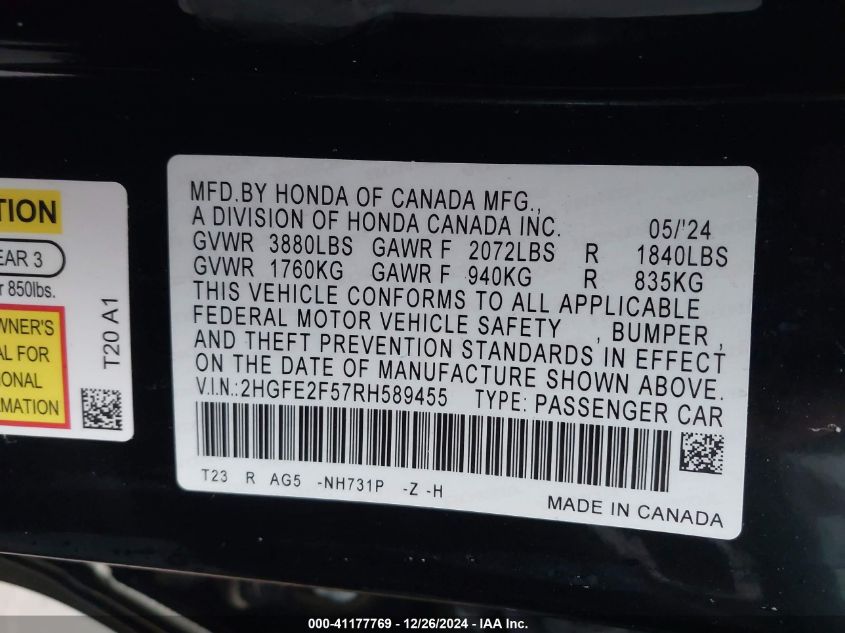 TION
EAR 3
r 850lbs.
WNER'S
AL FOR
IONAL
RMATION
T20 A1
MFD.BY HONDA OF CANADA MFG.,
A DIVISION OF HONDA CANADA INC. 05/'24
GVWR 3880LBS GAWR F 2072LBS R 1840LBS
GVWR 1760KG GAWR F 940KG R 835KG
THIS VEHICLE CONFORMS TO ALL APPLICABLE
FEDERAL MOTOR VEHICLE SAFETY , BUMPER ,
AND THEFT PREVENTION STANDARDS IN EFFECT
ON THE DATE OF MANUFACTURE SHOWN ABOVE.
V.I.N.:2HGFE2F57RH589455 TYPE: PASSENGER CAR
T23 R AG5 -NH731P -Z -H
MADE IN CANADA
000-41177769 - 12/26/2024 - IAA Inc.